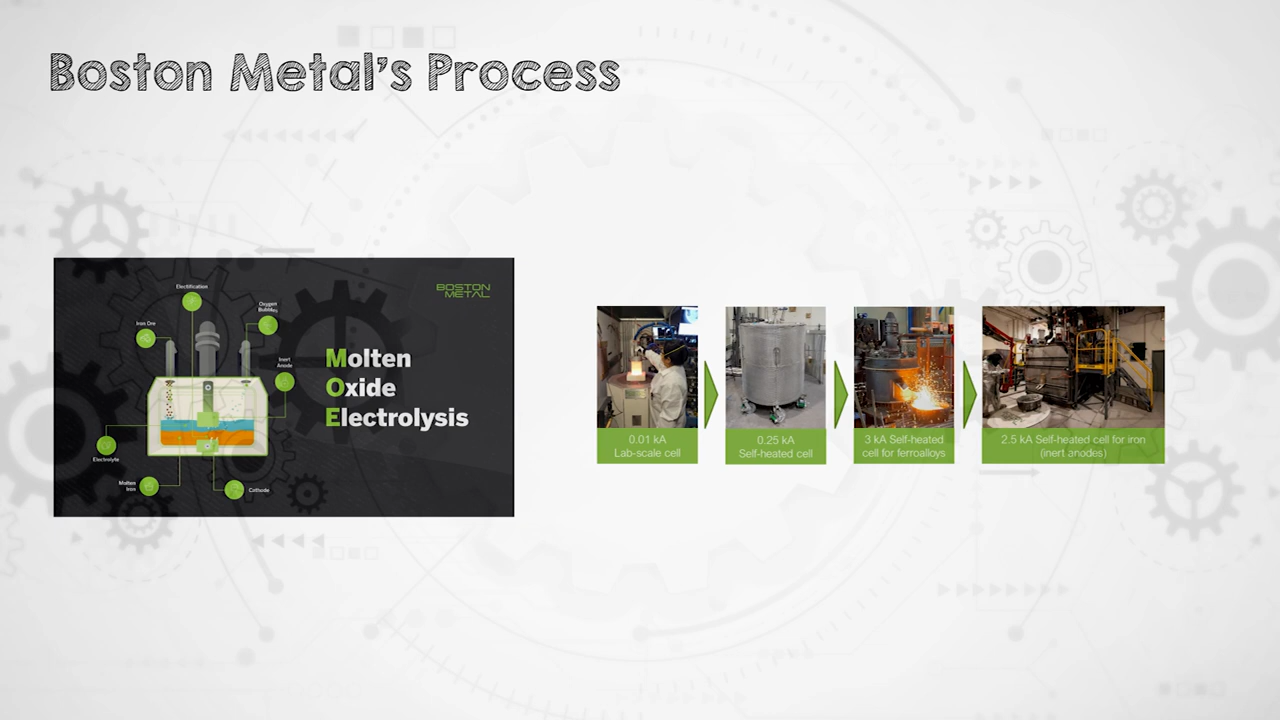 Boston Metal's Process
BOSTON
METAL
Electrification
Oxygen
Bubbles
Iron Ore
Inert
Anode
Molten
Oxide
Electrolysis
Electrolyte
Molten
Iron
Cathode
0.01 kA
Lab-scale cell
0.25 kA
Self-heated cell
3 kA Self-heated
cell for ferroalloys
2.5 kA Self-heated cell for iron
(inert anodes)